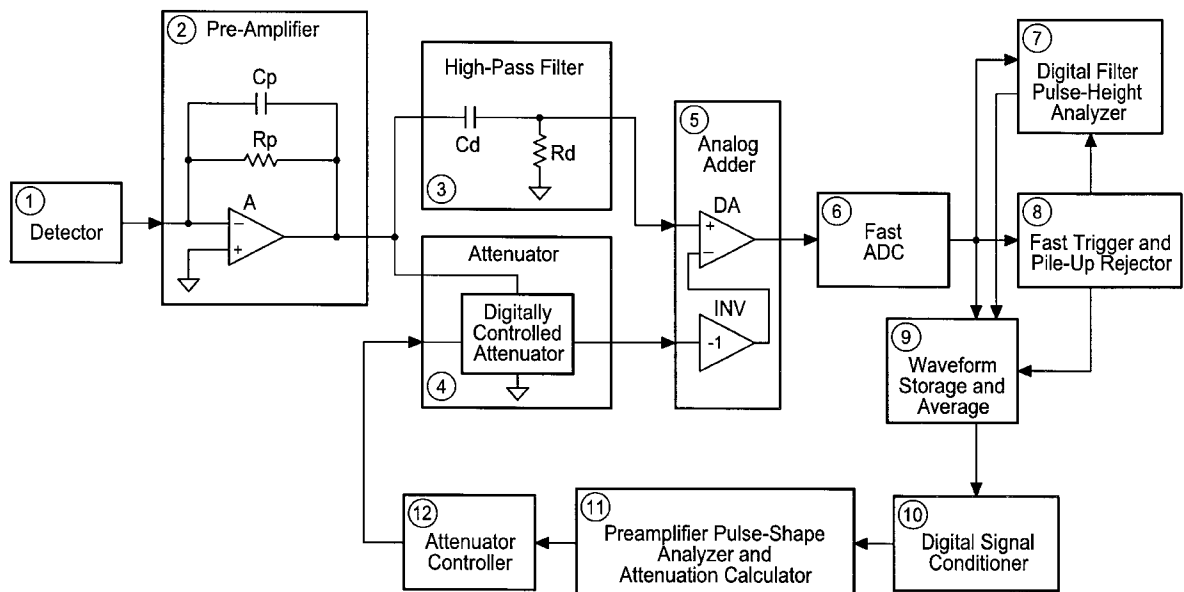 1
Detector
2 Pre-Amplifier
Cp
Rp
A
−
+
High-Pass Filter
Cd
Rd
3
Attenuator
Digitally
Controlled
Attenuator
4
5
Analog
Adder
DA
+
−
INV
-1
6
Fast
ADC
7
Digital Filter
Pulse-Height
Analyzer
8
Fast Trigger and
Pile-Up Rejector
9
Waveform
Storage and
Average
10
Digital Signal
Conditioner
11
Preamplifier Pulse-Shape
Analyzer and
Attenuation Calculator
12
Attenuator
Controller